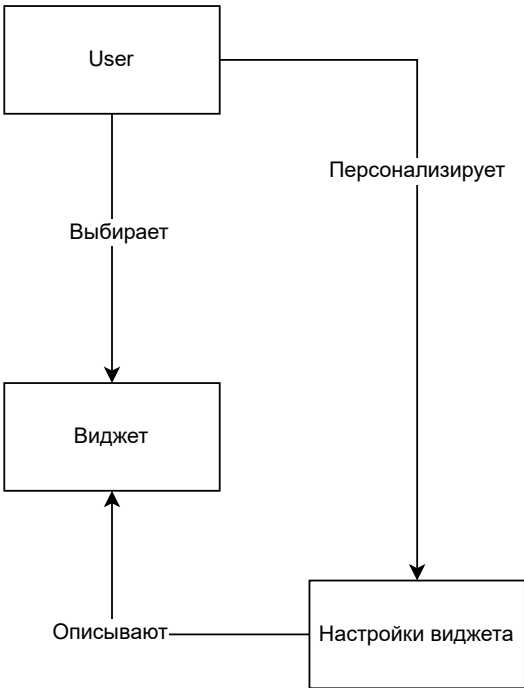 User
Персонализирует
Выбирает
Виджет
Описывают
Настройки виджета